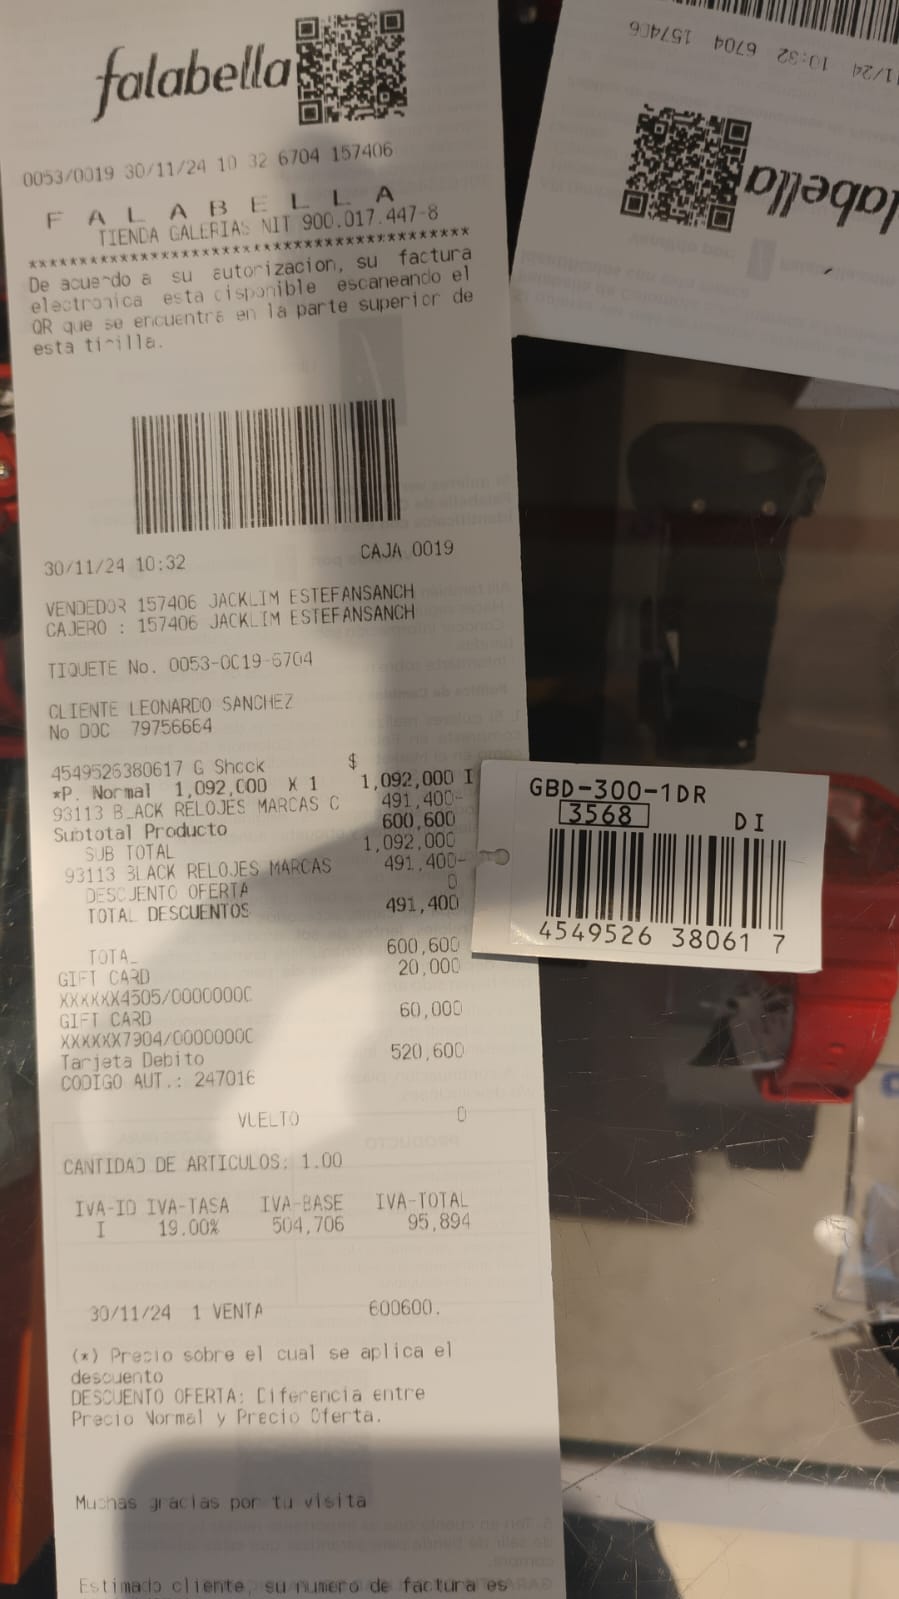 falabella
0053/0019 30/11/24 10 32 6704 157406
F A L A B E L L A
TIENDA GALERIAS NIT 900.017.447-8
******************************************
De acuerdo a su autorizacion, su factura
electronica esta disponible escaneando el
QR que se encuentra en la parte superior de
esta tirilla.
30/11/24 10:32 CAJA 0019
VENDEDOR 157406 JACKLIM ESTEFANSANCH
CAJERO : 157406 JACKLIM ESTEFANSANCH
TIQUETE No. 0053-0019-6704
CLIENTE LEONARDO SANCHEZ
No DOC 79756664
4549526380617 G Shock $
*P. Normal 1,092,000 X 1 1,092,000 I
93113 BLACK RELOJES MARCAS C 491,400-
Subtotal Producto 600,600
SUB TOTAL 1,092,000
93113 BLACK RELOJES MARCAS 491,400-
DESCUENTO OFERTA 0
TOTAL DESCUENTOS 491,400
TOTAL 600,600
GIFT CARD 20,000
XXXXXX4505/00000000
GIFT CARD 60,000
XXXXXX7904/00000000
Tarjeta Debito 520,600
CODIGO AUT.: 247016
VUELTO 0
CANTIDAD DE ARTICULOS: 1.00
IVA-ID IVA-TASA IVA-BASE IVA-TOTAL
I 19.00% 504,706 95,894
30/11/24 1 VENTA 600600.
(*) Precio sobre el cual se aplica el
descuento
DESCUENTO OFERTA: Diferencia entre
Precio Normal y Precio Oferta.
Muchas gracias por tu visita
Estimado cliente, su numero de factura es
GBD-300-1DR
3568 DI
4549526 38061 7
1/24 10:32 6704 157406
labella